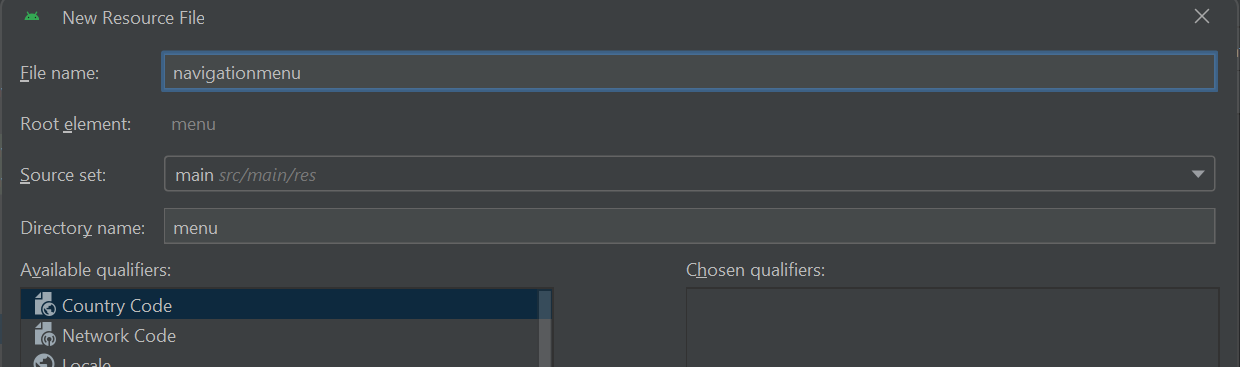 New Resource File
File name: navigationmenu
Root element: menu
Source set: main src/main/res
Directory name: menu
Available qualifiers: Chosen qualifiers:
Country Code
Network Code
Locale